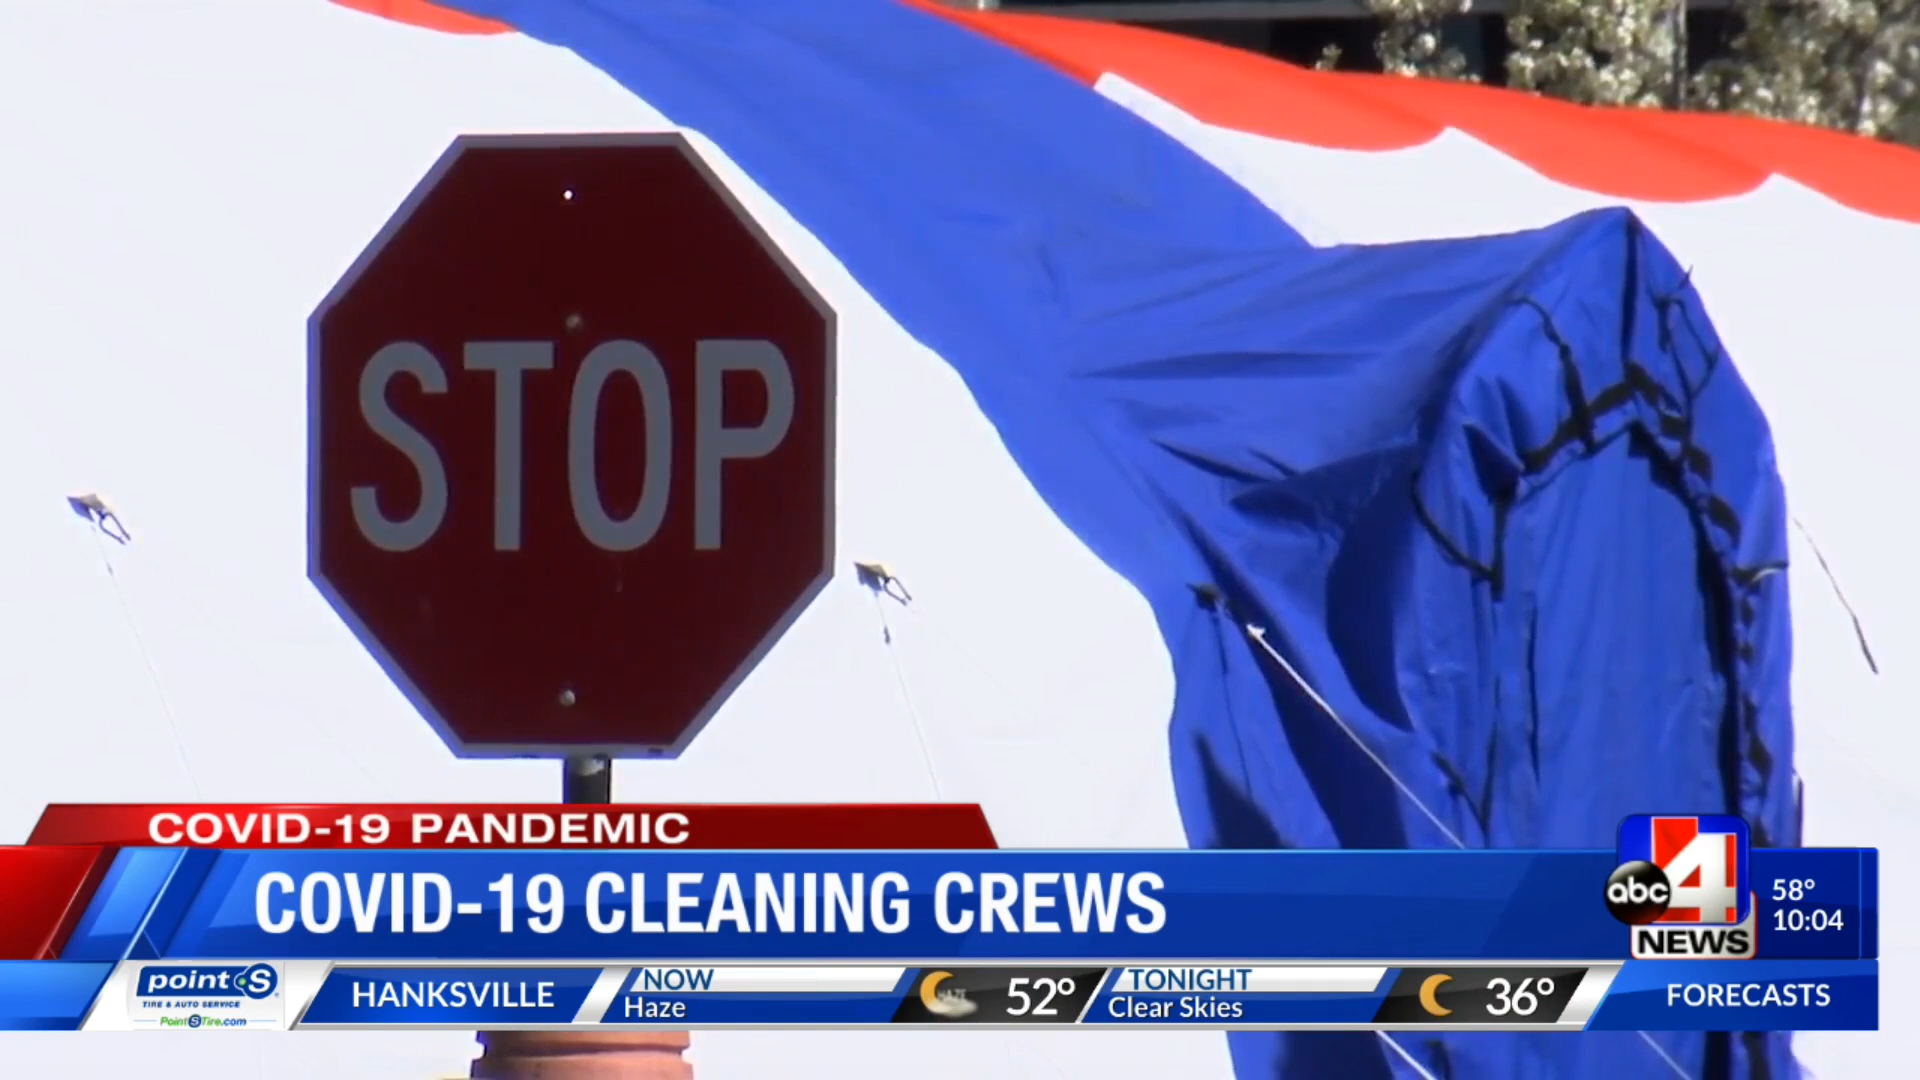 STOP
COVID-19 PANDEMIC
COVID-19 CLEANING CREWS
abc 4
NEWS
58°
10:04
point S
TIRE & AUTO SERVICE
PointSTire.com
HANKSVILLE
NOW
Haze
HAZE
52°
TONIGHT
Clear Skies
36°
FORECASTS